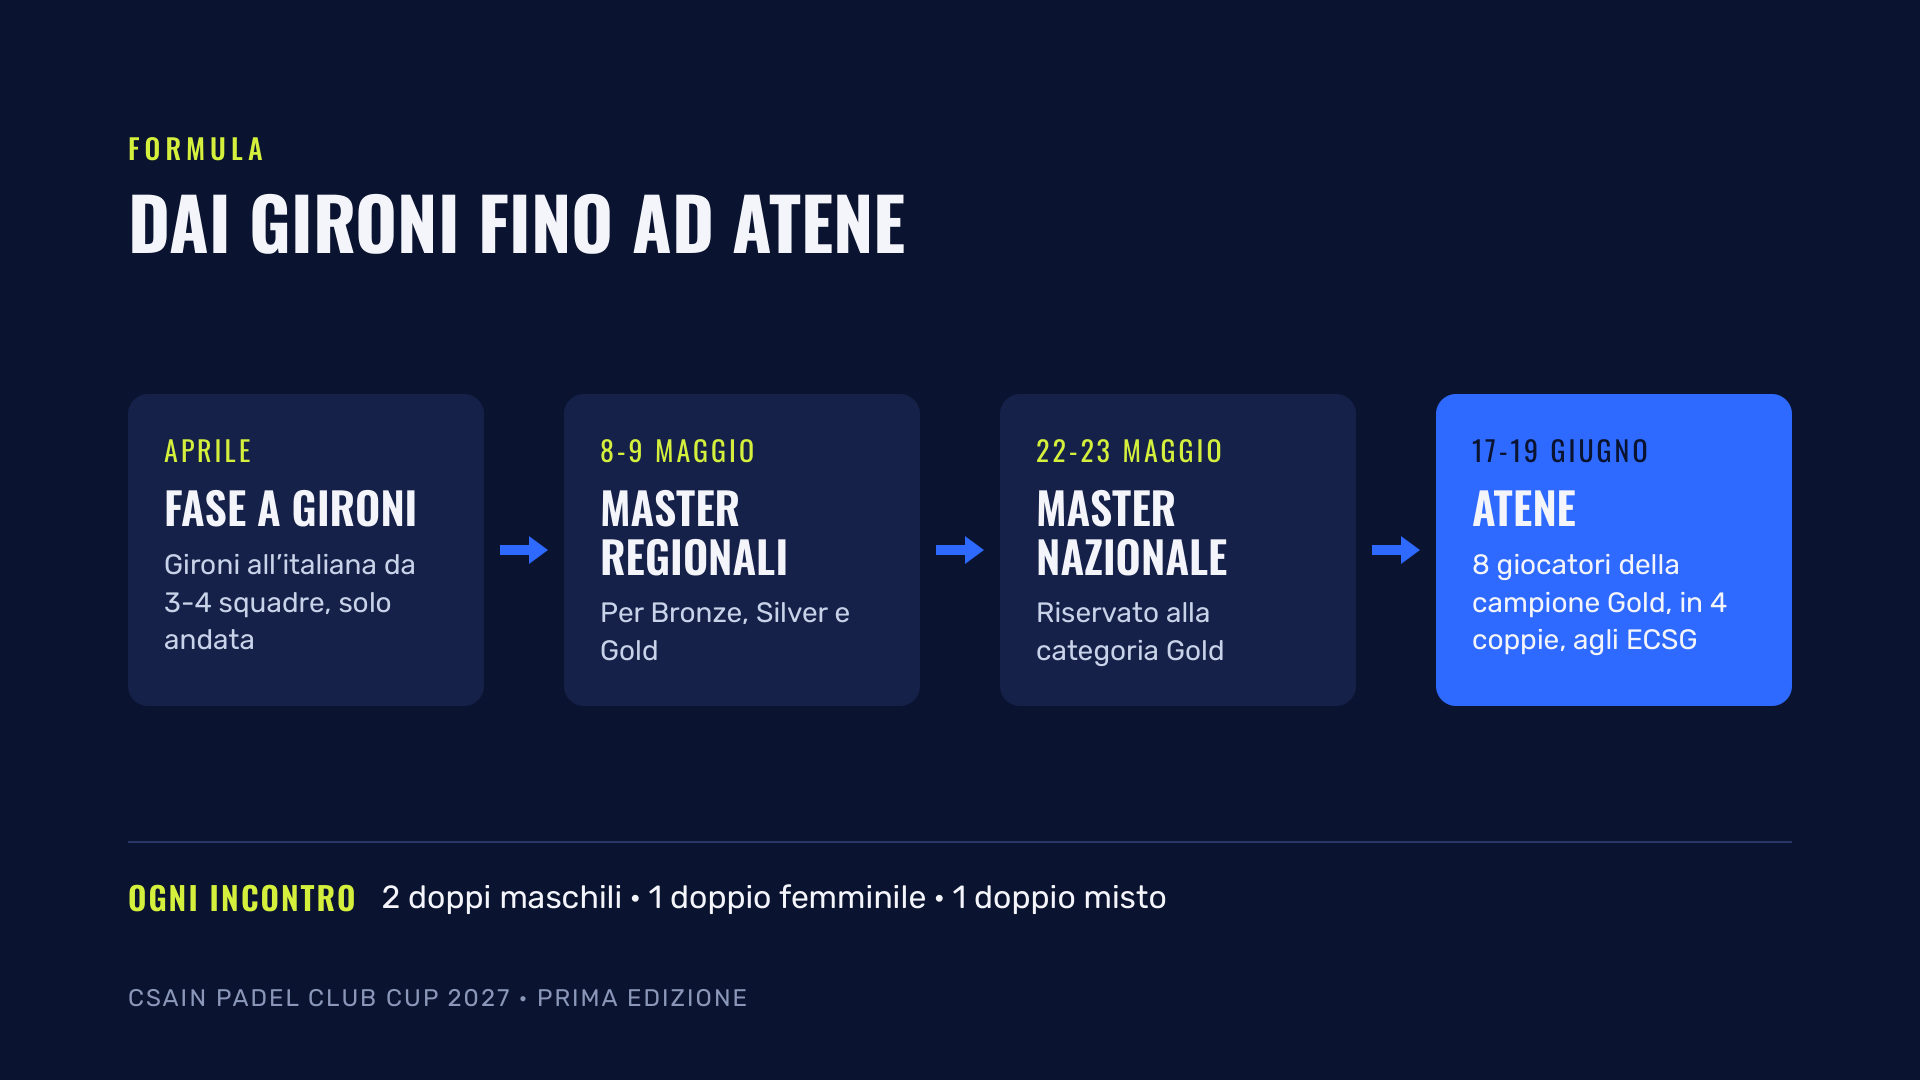 FORMULA
DAI GIRONI FINO AD ATENE
APRILE
FASE A GIRONI
Gironi all’italiana da
3-4 squadre, solo
andata
8-9 MAGGIO
MASTER
REGIONALI
Per Bronze, Silver e
Gold
22-23 MAGGIO
MASTER
NAZIONALE
Riservato alla
categoria Gold
17-19 GIUGNO
ATENE
8 giocatori della
campione Gold, in 4
coppie, agli ECSG
OGNI INCONTRO 2 doppi maschili • 1 doppio femminile • 1 doppio misto
CSAIN PADEL CLUB CUP 2027 • PRIMA EDIZIONE